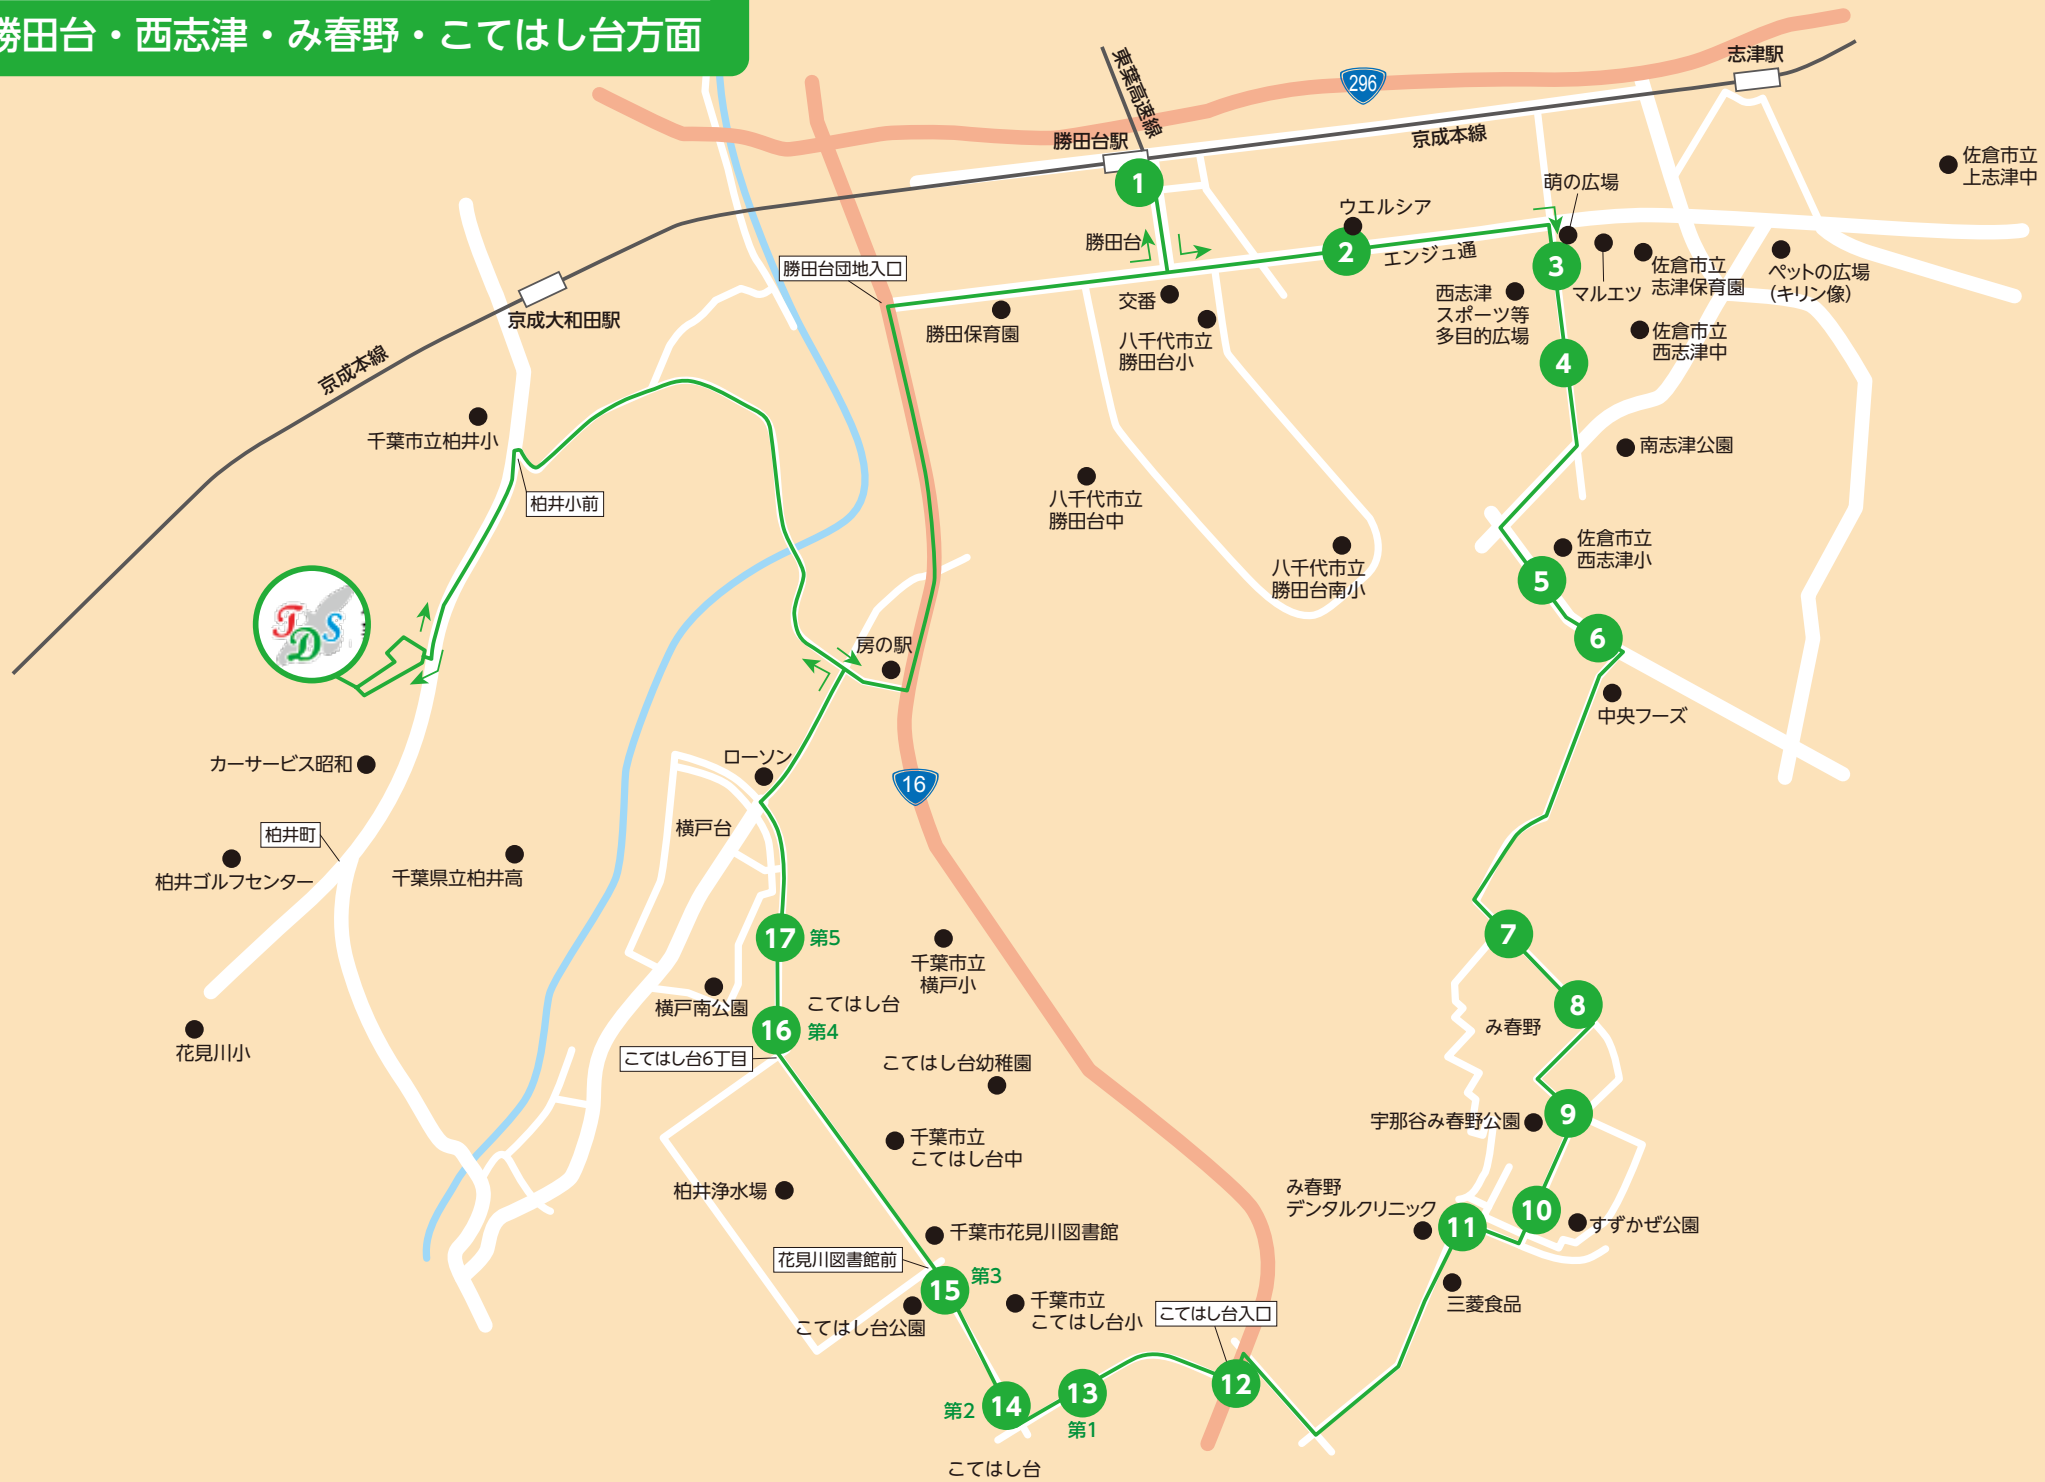 勝田台・西志津・み春野・こてはし台方面
東葉高速線
296
志津駅
勝田台駅
京成本線
佐倉市立
上志津中
1
萌の広場
ウエルシア
勝田台
2
エンジュ通
3
勝田台団地入口
佐倉市立
志津保育園
ペットの広場
(キリン像)
マルエツ
西志津
スポーツ等
多目的広場
交番
勝田保育園
八千代市立
勝田台小
佐倉市立
西志津中
4
京成大和田駅
京成本線
千葉市立柏井小
柏井小前
南志津公園
八千代市立
勝田台中
八千代市立
勝田台南小
佐倉市立
西志津小
5
6
TDS
房の駅
中央フーズ
カーサービス昭和
ローソン
16
横戸台
柏井町
柏井ゴルフセンター
千葉県立柏井高
17
第5
千葉市立
横戸小
7
横戸南公園
こてはし台
16
第4
8
み春野
花見川小
こてはし台6丁目
こてはし台幼稚園
9
宇那谷み春野公園
千葉市立
こてはし台中
柏井浄水場
み春野
デンタルクリニック
10
11
すずかぜ公園
千葉市花見川図書館
花見川図書館前
15
第3
三菱食品
千葉市立
こてはし台小
こてはし台公園
こてはし台入口
12
13
第1
14
第2
こてはし台